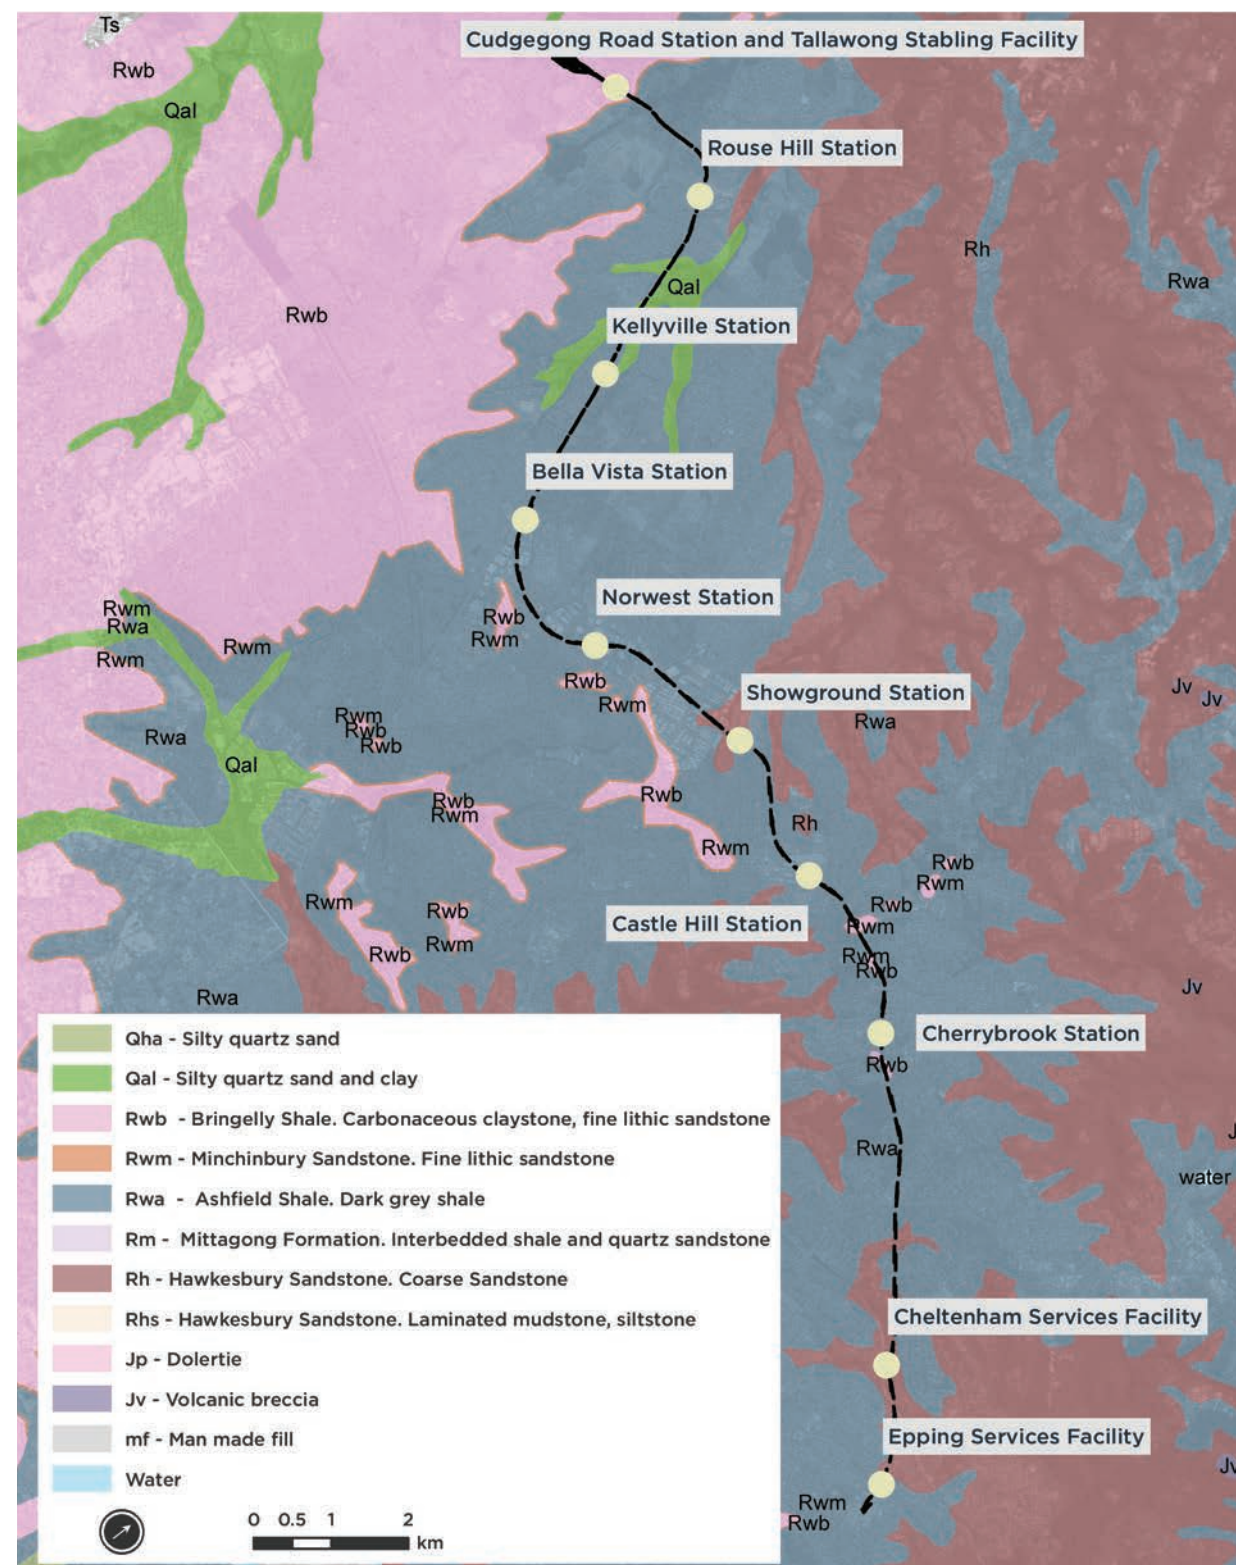 Ts
Cudgegong Road Station and Tallawong Stabling Facility
Rwb
Qal
Rouse Hill Station
Rh
Rwa
Qal
Rwb
Kellyville Station
Bella Vista Station
Norwest Station
Rwm
Rwa
Rwb
Rwm
Rwm
Rwm
Rwb
Showground Station
Jv
Jv
Rwm
Rwm
Rwb
Rwb
Rwa
Rwa
Qal
Rwb
Rwb
Rwm
Rh
Rwm
Rwb
Rwm
Rwb
Rwm
Rwb
Castle Hill Station
Rwm
Rwm
Rwb
Rwm
Rwb
Jv
Rwa
Cherrybrook Station
Rwb
Rwa
water
Qha - Silty quartz sand
Qal - Silty quartz sand and clay
Rwb - Bringelly Shale. Carbonaceous claystone, fine lithic sandstone
Rwm - Minchinbury Sandstone. Fine lithic sandstone
Rwa - Ashfield Shale. Dark grey shale
Rm - Mittagong Formation. Interbedded shale and quartz sandstone
Rh - Hawkesbury Sandstone. Coarse Sandstone
Rhs - Hawkesbury Sandstone. Laminated mudstone, siltstone
Jp - Dolertie
Jv - Volcanic breccia
mf - Man made fill
Water
Cheltenham Services Facility
Epping Services Facility
Jv
Rwm
Rwb
0 0.5 1 2
km